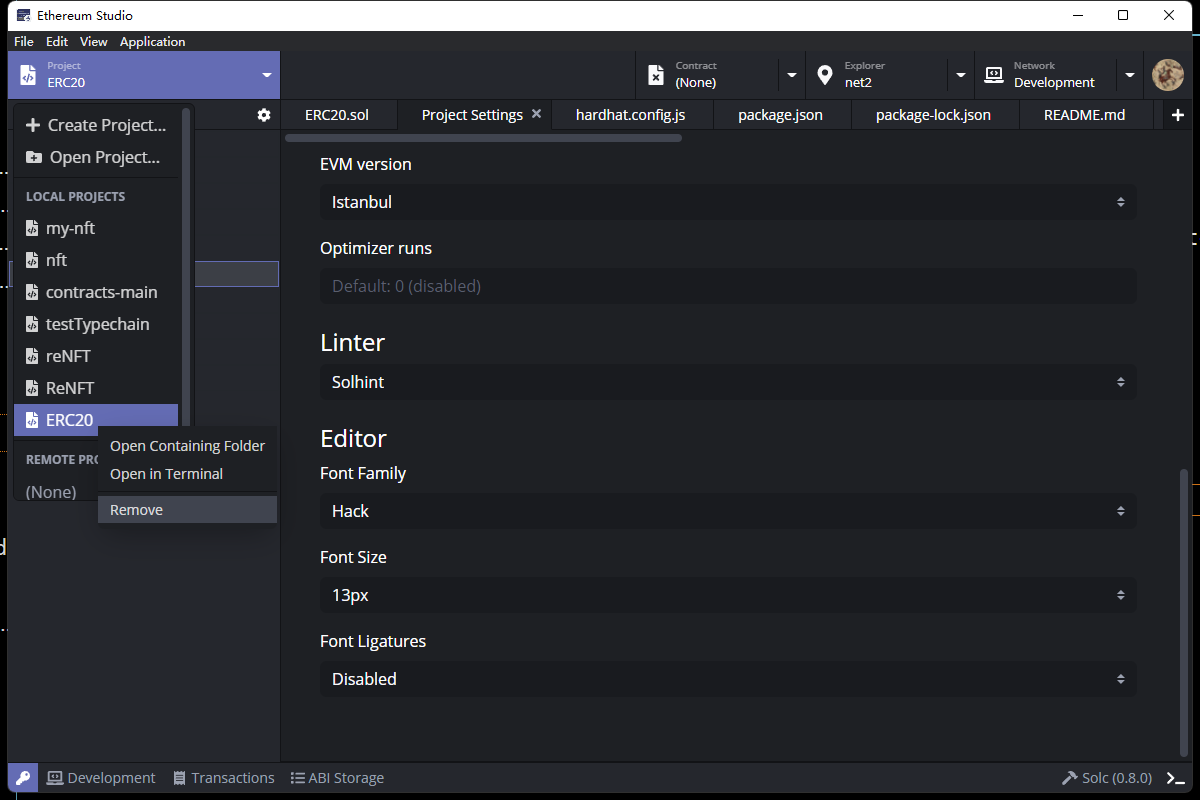 Ethereum Studio
File Edit View Application
Project
ERC20
Contract
(None)
Explorer
net2
Network
Development
Create Project...
Open Project...
LOCAL PROJECTS
my-nft
nft
contracts-main
testTypechain
reNFT
ReNFT
ERC20
REMOTE PRO
(None)
Open Containing Folder
Open in Terminal
Remove
ERC20.sol Project Settings hardhat.config.js package.json package-lock.json README.md
EVM version
Istanbul
Optimizer runs
Default: 0 (disabled)
Linter
Solhint
Editor
Font Family
Hack
Font Size
13px
Font Ligatures
Disabled
Development Transactions ABI Storage Solc (0.8.0)